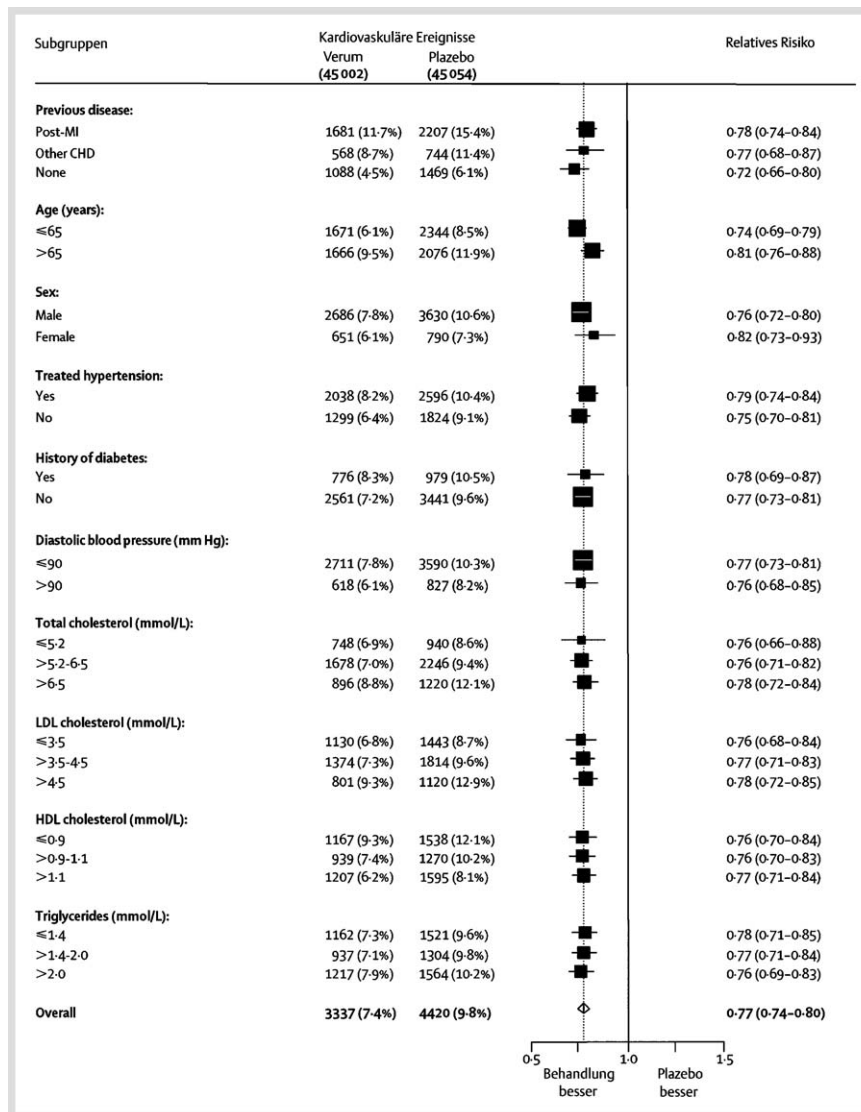 Subgruppen Kardiovaskuläre Ereignisse Relatives Risiko
Verum Plazebo
(45 002) (45 054)
Previous disease:
Post-MI 1681 (11·7%) 2207 (15·4%) 0·78 (0·74–0·84)
Other CHD 568 (8·7%) 744 (11·4%) 0·77 (0·68–0·87)
None 1088 (4·5%) 1469 (6·1%) 0·72 (0·66–0·80)
Age (years):
≤65 1671 (6·1%) 2344 (8·5%) 0·74 (0·69–0·79)
>65 1666 (9·5%) 2076 (11·9%) 0·81 (0·76–0·88)
Sex:
Male 2686 (7·8%) 3630 (10·6%) 0·76 (0·72–0·80)
Female 651 (6·1%) 790 (7·3%) 0·82 (0·73–0·93)
Treated hypertension:
Yes 2038 (8·2%) 2596 (10·4%) 0·79 (0·74–0·84)
No 1299 (6·4%) 1824 (9·1%) 0·75 (0·70–0·81)
History of diabetes:
Yes 776 (8·3%) 979 (10·5%) 0·78 (0·69–0·87)
No 2561 (7·2%) 3441 (9·6%) 0·77 (0·73–0·81)
Diastolic blood pressure (mm Hg):
≤90 2711 (7·8%) 3590 (10·3%) 0·77 (0·73–0·81)
>90 618 (6·1%) 827 (8·2%) 0·76 (0·68–0·85)
Total cholesterol (mmol/L):
≤5·2 748 (6·9%) 940 (8·6%) 0·76 (0·66–0·88)
>5·2-6·5 1678 (7·0%) 2246 (9·4%) 0·76 (0·71–0·82)
>6·5 896 (8·8%) 1220 (12·1%) 0·78 (0·72–0·84)
LDL cholesterol (mmol/L):
≤3·5 1130 (6·8%) 1443 (8·7%) 0·76 (0·68–0·84)
>3·5-4·5 1374 (7·3%) 1814 (9·6%) 0·77 (0·71–0·83)
>4·5 801 (9·3%) 1120 (12·9%) 0·78 (0·72–0·85)
HDL cholesterol (mmol/L):
≤0·9 1167 (9·3%) 1538 (12·1%) 0·76 (0·70–0·84)
>0·9-1·1 939 (7·4%) 1270 (10·2%) 0·76 (0·70–0·83)
>1·1 1207 (6·2%) 1595 (8·1%) 0·77 (0·71–0·84)
Triglycerides (mmol/L):
≤1·4 1162 (7·3%) 1521 (9·6%) 0·78 (0·71–0·85)
>1·4-2·0 937 (7·1%) 1304 (9·8%) 0·77 (0·71–0·84)
>2·0 1217 (7·9%) 1564 (10·2%) 0·76 (0·69–0·83)
Overall 3337 (7·4%) 4420 (9·8%) 0·77 (0·74–0·80)
0·5 1·0 1·5
Behandlung Plazebo
besser besser